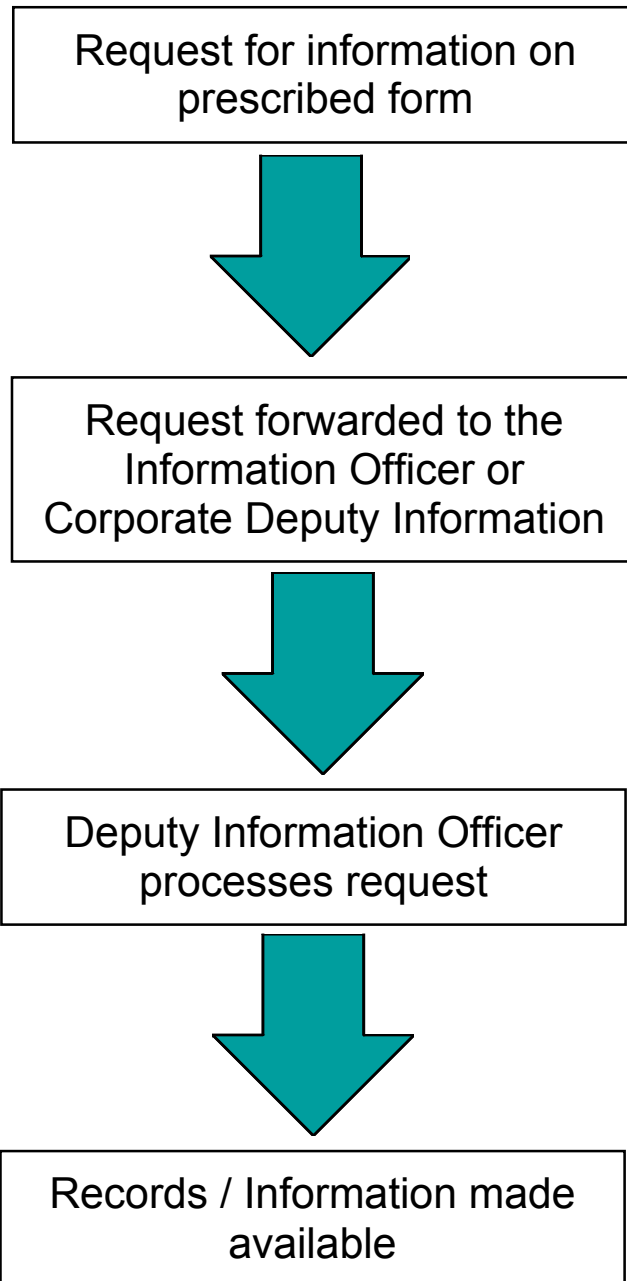 Request for information on
prescribed form
Request forwarded to the
Information Officer or
Corporate Deputy Information
Deputy Information Officer
processes request
Records / Information made
available